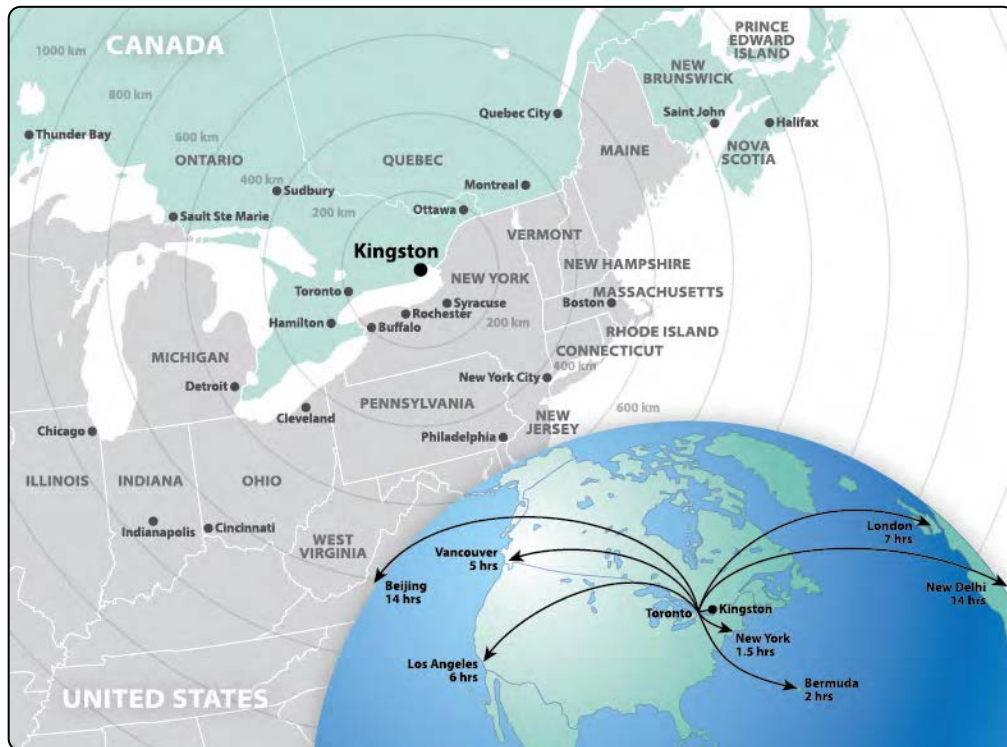 CANADA
1000 km
800 km
600 km
400 km
200 km
Thunder Bay
ONTARIO
Sudbury
Sault Ste Marie
QUEBEC
Quebec City
Montreal
Ottawa
PRINCE
EDWARD
ISLAND
NEW
BRUNSWICK
Saint John
Halifax
NOVA
SCOTIA
MAINE
Kingston
VERMONT
NEW HAMPSHIRE
NEW YORK
MASSACHUSETTS
Boston
RHODE ISLAND
CONNECTICUT
Toronto
Hamilton
Syracuse
Rochester
Buffalo
200 km
400 km
600 km
MICHIGAN
Detroit
Cleveland
New York City
PENNSYLVANIA
NEW
JERSEY
Philadelphia
Chicago
ILLINOIS
INDIANA
OHIO
Indianapolis
Cincinnati
WEST
VIRGINIA
UNITED STATES
London
7 hrs
Vancouver
5 hrs
Beijing
14 hrs
New Delhi
14 hrs
Toronto
Kingston
New York
1.5 hrs
Los Angeles
6 hrs
Bermuda
2 hrs